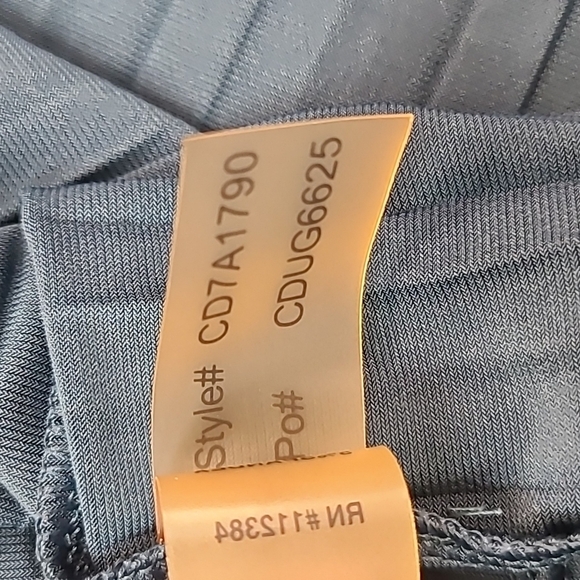 Style# CD7A1790
Po# CDUG6625
RN #112384